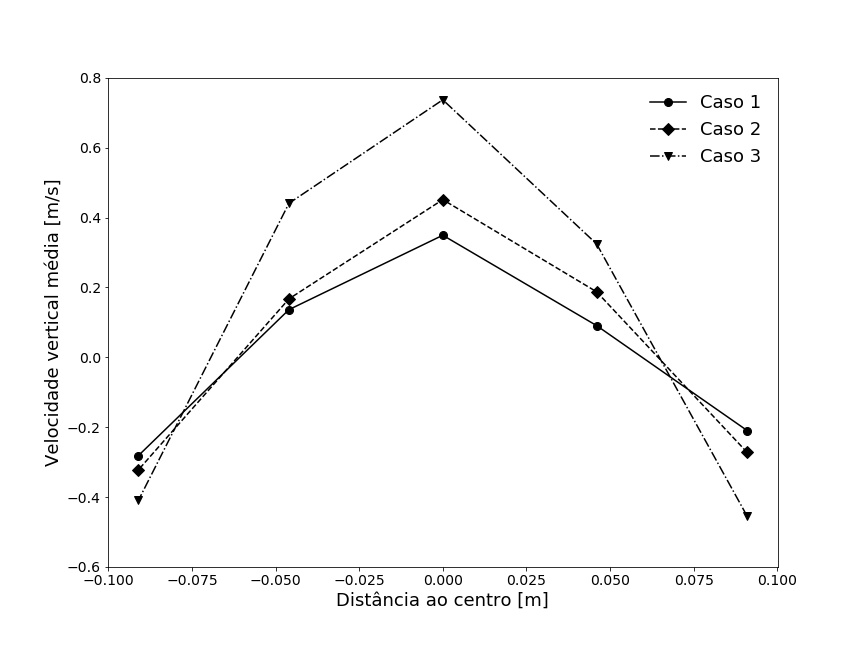 0.8
0.6
0.4
0.2
0.0
−0.2
−0.4
−0.6
Velocidade vertical média [m/s]
Caso 1
Caso 2
Caso 3
−0.100 −0.075 −0.050 −0.025 0.000 0.025 0.050 0.075 0.100
Distância ao centro [m]